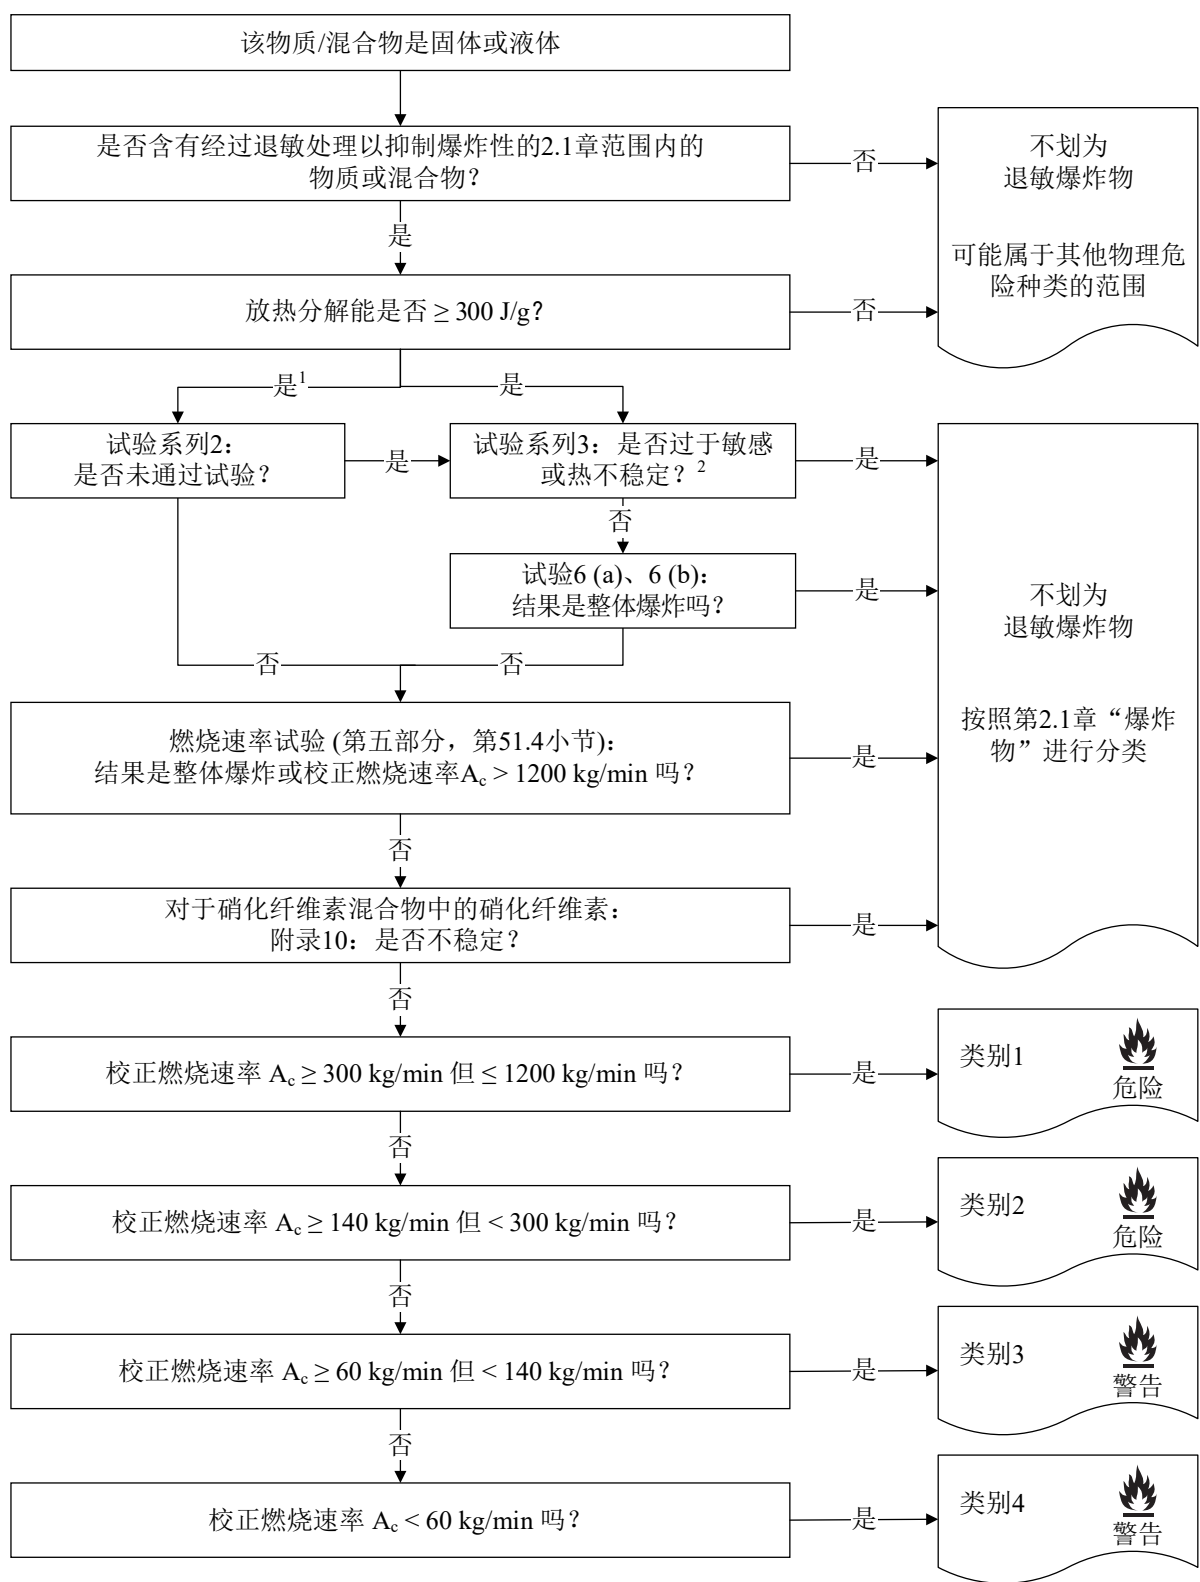 该物质/混合物是固体或液体
是否含有经过退敏处理以抑制爆炸性的2.1章范围内的
物质或混合物？
否
不划为
退敏爆炸物
可能属于其他物理危
险种类的范围
是
放热分解能是否 ≥ 300 J/g？
否
是1
是
试验系列2：
是否未通过试验？
是
试验系列3：是否过于敏感
或热不稳定？2
是
否
试验6 (a)、6 (b)：
结果是整体爆炸吗？
是
不划为
退敏爆炸物
按照第2.1章“爆炸
物”进行分类
否
否
燃烧速率试验 (第五部分，第51.4小节)：
结果是整体爆炸或校正燃烧速率Ac > 1200 kg/min 吗？
是
否
对于硝化纤维素混合物中的硝化纤维素：
附录10：是否不稳定？
是
否
校正燃烧速率 Ac ≥ 300 kg/min 但 ≤ 1200 kg/min 吗？
是
类别1
危险
否
校正燃烧速率 Ac ≥ 140 kg/min 但 < 300 kg/min 吗？
是
类别2
危险
否
校正燃烧速率 Ac ≥ 60 kg/min 但 < 140 kg/min 吗？
是
类别3
警告
否
校正燃烧速率 Ac < 60 kg/min 吗？
是
类别4
警告